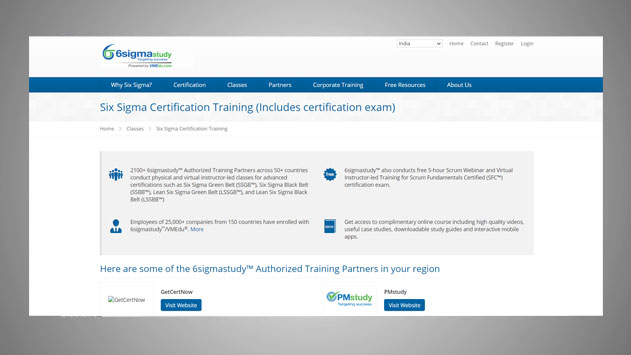 India
Home Contact Register Login
6sigmastudy
Targeting success
Powered by VMEdu.com
Why Six Sigma? Certification Classes Partners Corporate Training Free Resources About Us
Six Sigma Certification Training (Includes certification exam)
Home > Classes > Six Sigma Certification Training
2100+ 6sigmastudy™ Authorized Training Partners across 50+ countries
conduct physical and virtual instructor-led classes for advanced
certifications such as Six Sigma Green Belt (SSGB™), Six Sigma Black Belt
(SSBB™), Lean Six Sigma Green Belt (LSSGB™), and Lean Six Sigma Black
Belt (LSSBB™)
Free
6sigmastudy™ also conducts free 5-hour Scrum Webinar and Virtual
Instructor-led Training for Scrum Fundamentals Certified (SFC™)
certification exam.
Employees of 25,000+ companies from 150 countries have enrolled with
6sigmastudy™/VMEdu®. More
Get access to complimentary online course including high quality videos,
useful case studies, downloadable study guides and interactive mobile
apps.
Here are some of the 6sigmastudy™ Authorized Training Partners in your region
GetCertNow
GetCertNow
Visit Website
PMstudy
Targeting success
PMstudy
Visit Website